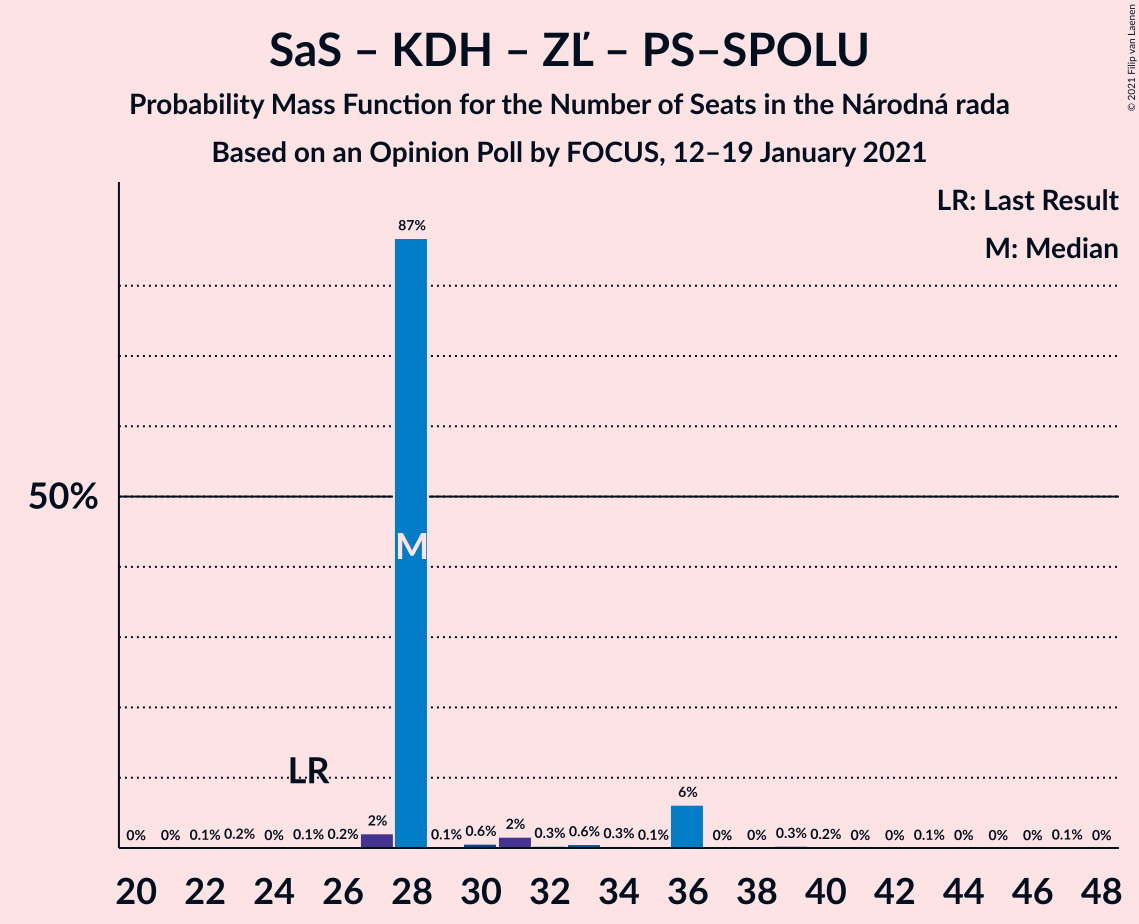 SaS – KDH – ZĽ – PS–SPOLU
Probability Mass Function for the Number of Seats in the Národná rada
Based on an Opinion Poll by FOCUS, 12–19 January 2021
© 2021 Filip van Laenen
LR: Last Result
M: Median
87%
50%
M
LR
0% 0% 0.1% 0.2% 0% 0.1% 0.2% 2% 0.1% 0.6% 2% 0.3% 0.6% 0.3% 0.1% 6% 0% 0% 0.3% 0.2% 0% 0% 0.1% 0% 0% 0% 0.1% 0%
20 22 24 26 28 30 32 34 36 38 40 42 44 46 48